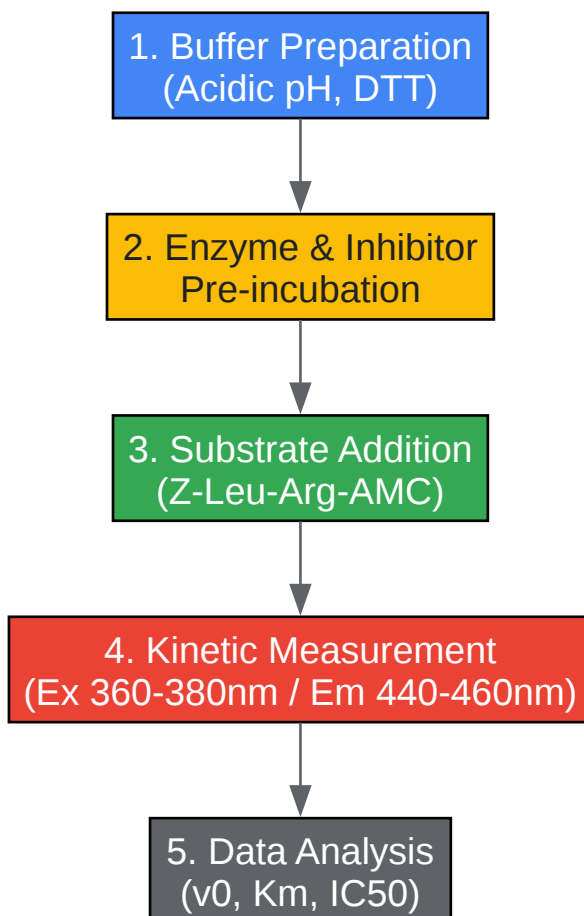 1. Buffer Preparation
(Acidic pH, DTT)
2. Enzyme & Inhibitor
Pre-incubation
3. Substrate Addition
(Z-Leu-Arg-AMC)
4. Kinetic Measurement
(Ex 360-380nm / Em 440-460nm)
5. Data Analysis
(v0, Km, IC50)